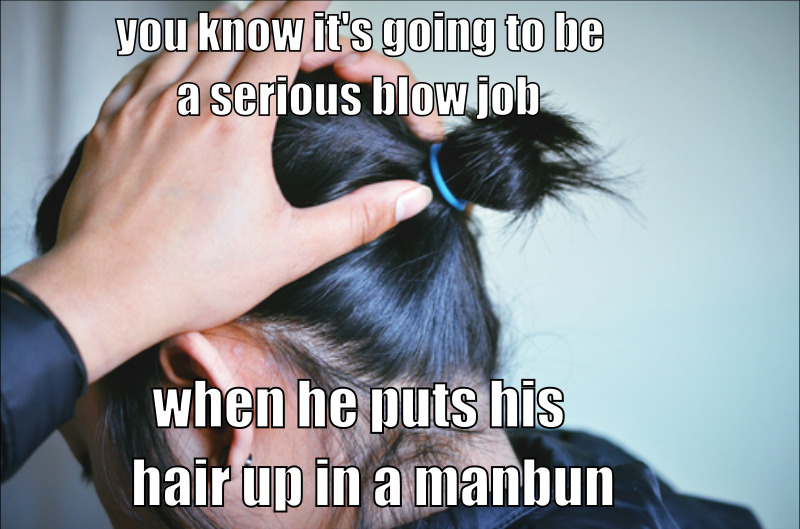 you know it's going to be
a serious blow job
when he puts his
hair up in a manbun